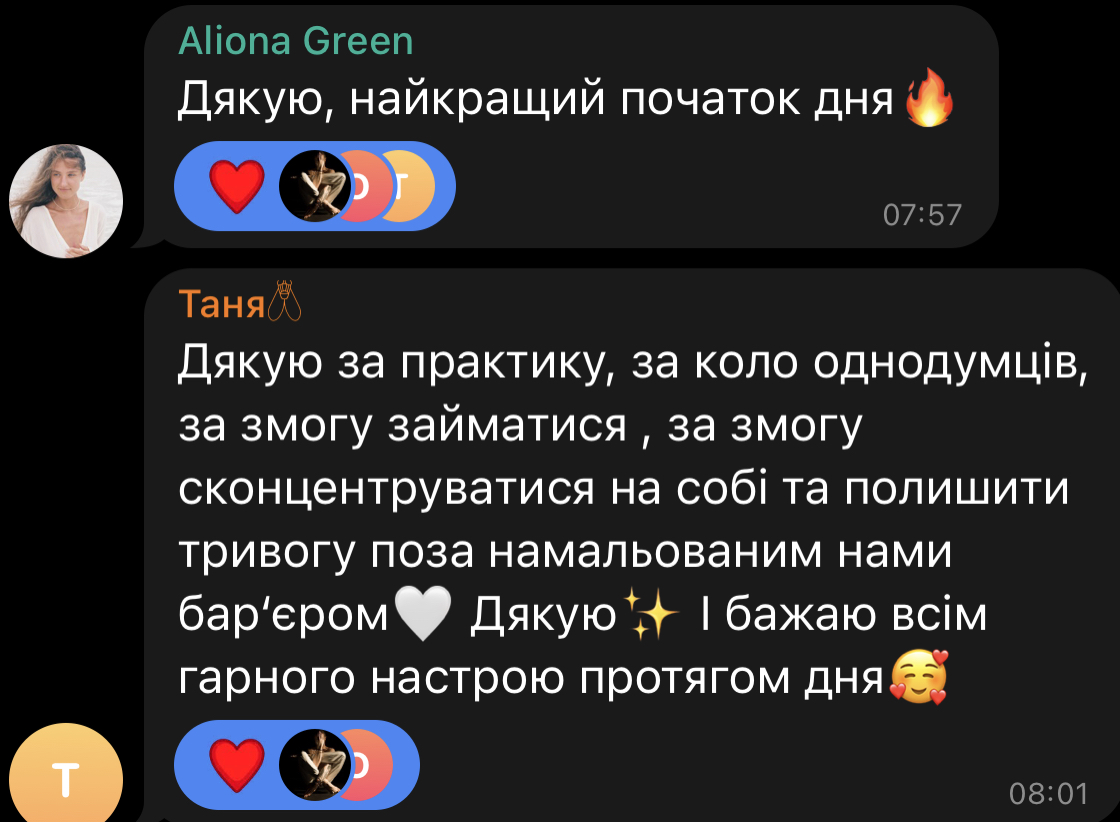 Aliona Green
Дякую, найкращий початок дня🔥
❤️ D T
07:57
Таня
Дякую за практику, за коло однодумців,
за змогу займатися , за змогу
сконцентруватися на собі та полишити
тривогу поза намальованим нами
бар‘єром🤍 Дякую✨ І бажаю всім
гарного настрою протягом дня🥰
❤️ D
T
08:01